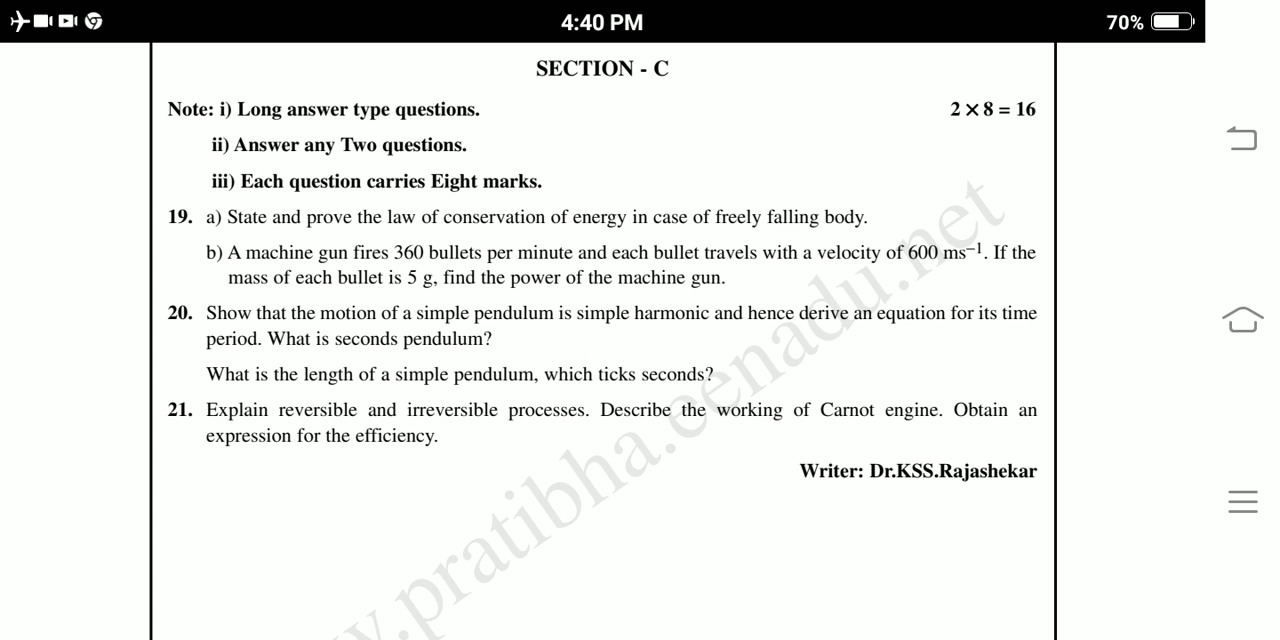 4:40 PM
70%
SECTION - C
Note: i) Long answer type questions. 2 × 8 = 16
ii) Answer any Two questions.
iii) Each question carries Eight marks.
19. a) State and prove the law of conservation of energy in case of freely falling body.
b) A machine gun fires 360 bullets per minute and each bullet travels with a velocity of 600 ms⁻¹. If the
mass of each bullet is 5 g, find the power of the machine gun.
20. Show that the motion of a simple pendulum is simple harmonic and hence derive an equation for its time
period. What is seconds pendulum?
What is the length of a simple pendulum, which ticks seconds?
21. Explain reversible and irreversible processes. Describe the working of Carnot engine. Obtain an
expression for the efficiency.
Writer: Dr.KSS.Rajashekar
w.pratibha.eenadu.net